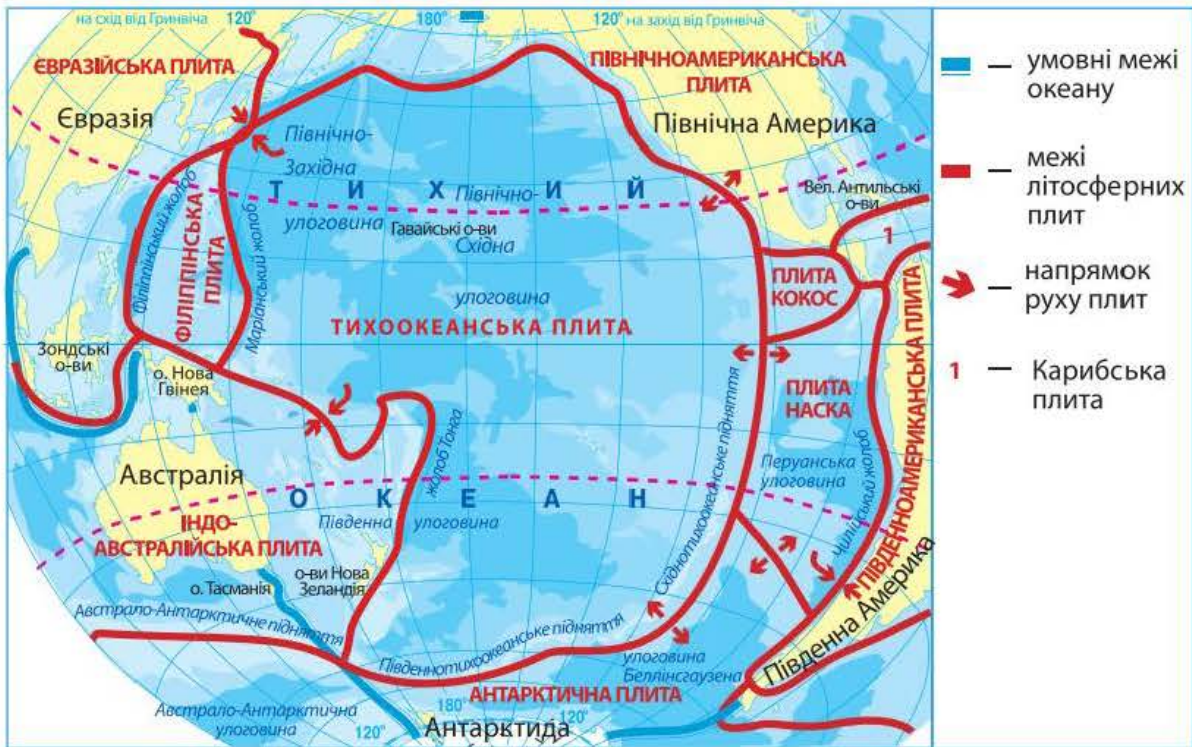 на схід від Гринвіча
120°
180°
120° на захід від Гринвіча
ЄВРАЗІЙСЬКА ПЛИТА
ПІВНІЧНОАМЕРИКАНСЬКА
ПЛИТА
Євразія
Північна Америка
Північно-
Західна
улоговина
Т И Х И Й
Північно-
Східна
улоговина
Гавайські о-ви
Вел. Антильські
о-ви
1
Філіппінський жолоб
ФІЛІППІНСЬКА
ПЛИТА
Маріанський жолоб
ПЛИТА
КОКОС
ТИХООКЕАНСЬКА ПЛИТА
Зондські
о-ви
о. Нова
Гвінея
ПЛИТА
НАСКА
ПІВДЕННОАМЕРИКАНСЬКА ПЛИТА
Східнотихоокеанське підняття
Перуанська
улоговина
Чилійський жолоб
жолоб Тонга
Австралія
О К Е А Н
Південна улоговина
ІНДО-
АВСТРАЛІЙСЬКА ПЛИТА
о-ви Нова
Зеландія
о. Тасманія
Австрало-Антарктичне підняття
Південнотихоокеанське підняття
улоговина
Беллінсгаузена
Південна Америка
АНТАРКТИЧНА ПЛИТА
Австрало-Антарктична
улоговина
120°
180°
120°
Антарктида
— умовні межі
океану
— межі
літосферних
плит
— напрямок
руху плит
1 — Карибська
плита